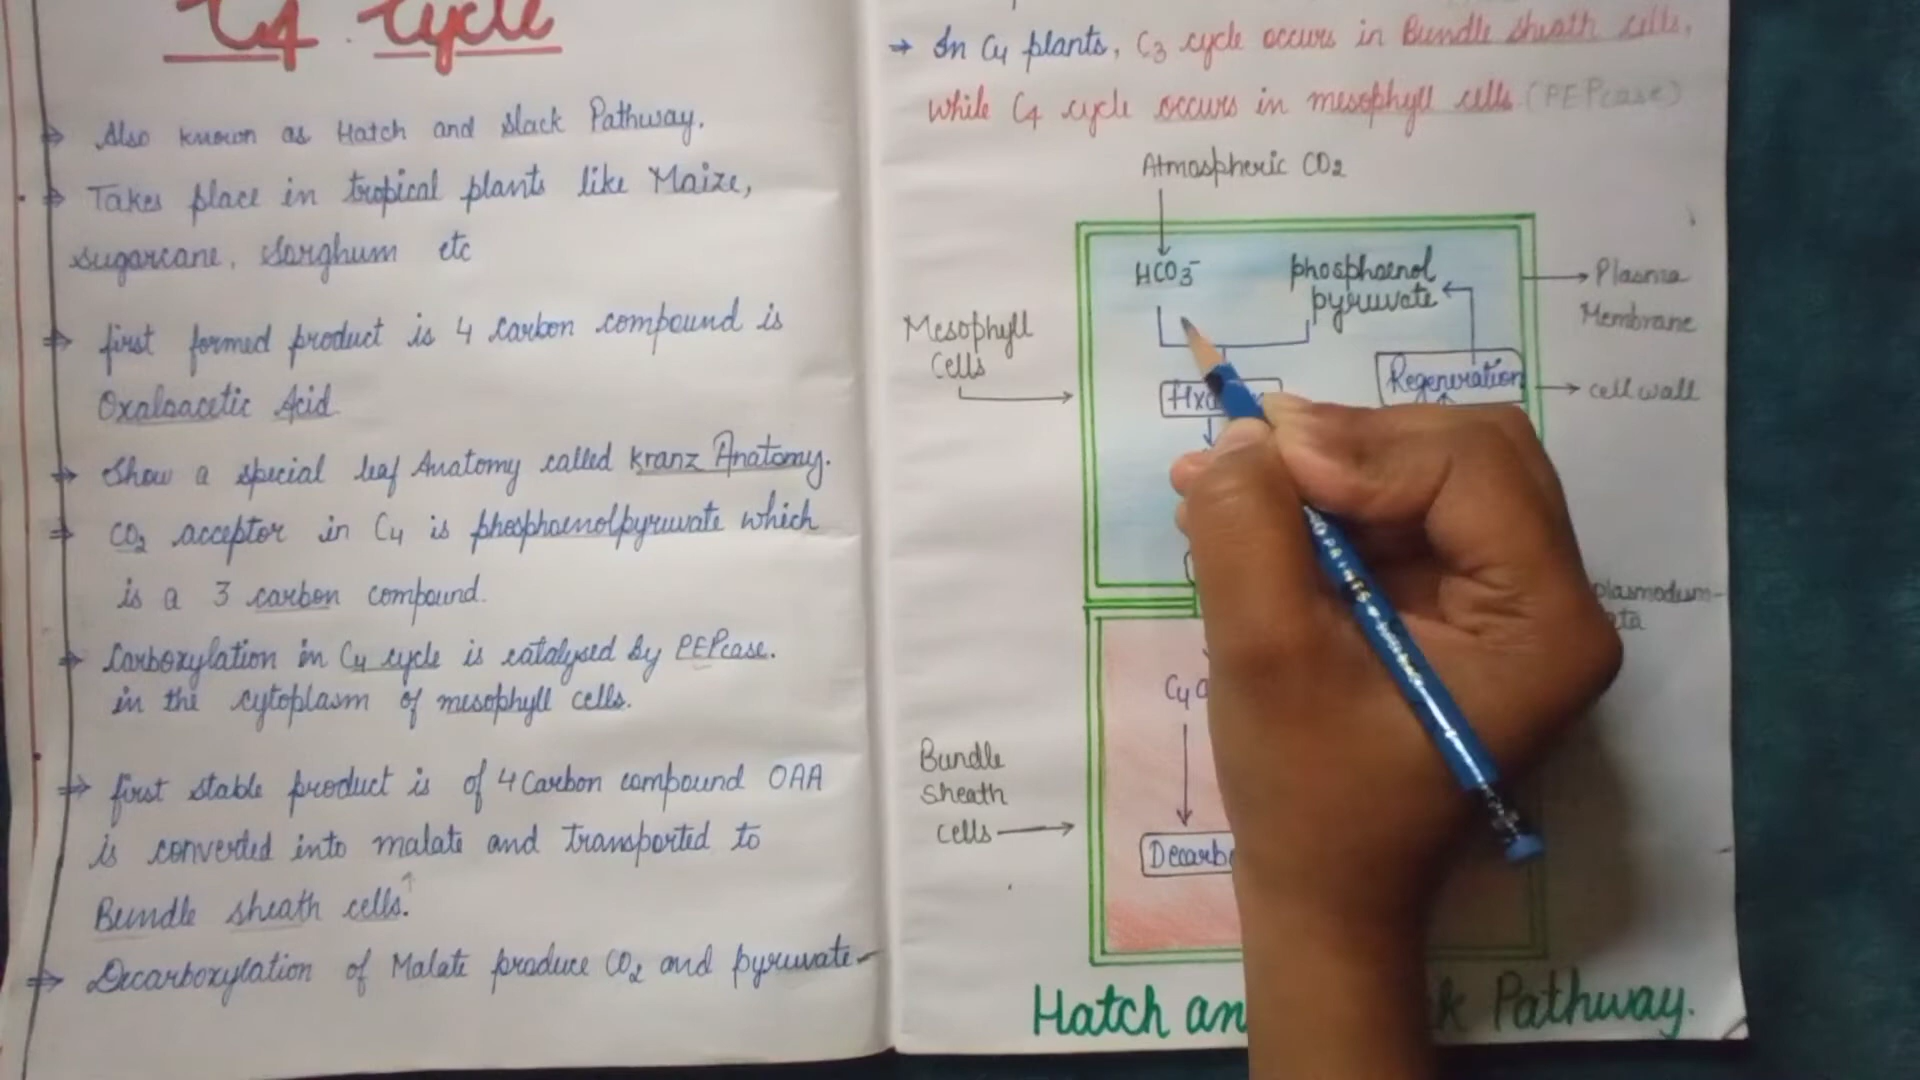 C4 Cycle
Also known as Hatch and Slack Pathway.
Takes place in tropical plants like Maize,
sugarcane, Sorghum etc
first formed product is 4 carbon compound is
Oxaloacetic Acid
Show a special leaf Anatomy called Kranz Anatomy.
CO2 acceptor in C4 is phosphoenolpyruvate which
is a 3 carbon compound.
Carboxylation in C4 cycle is catalysed by PEPcase.
in the cytoplasm of mesophyll cells.
first stable product is of 4 Carbon compound OAA
is converted into malate and transported to
Bundle sheath cells.
Decarboxylation of Malate produce CO2 and pyruvate
→ In C4 plants, C3 cycle occurs in Bundle sheath cells,
while C4 cycle occurs in mesophyll cells (PEPcase)
Atmospheric CO2
HCO3-
phosphoenol
pyruvate
Plasma
Membrane
Mesophyll
Cells
Regeneration
cell wall
plasmodum-
ata
C4
Bundle
sheath
cells
Decarb
Hatch an k Pathway.